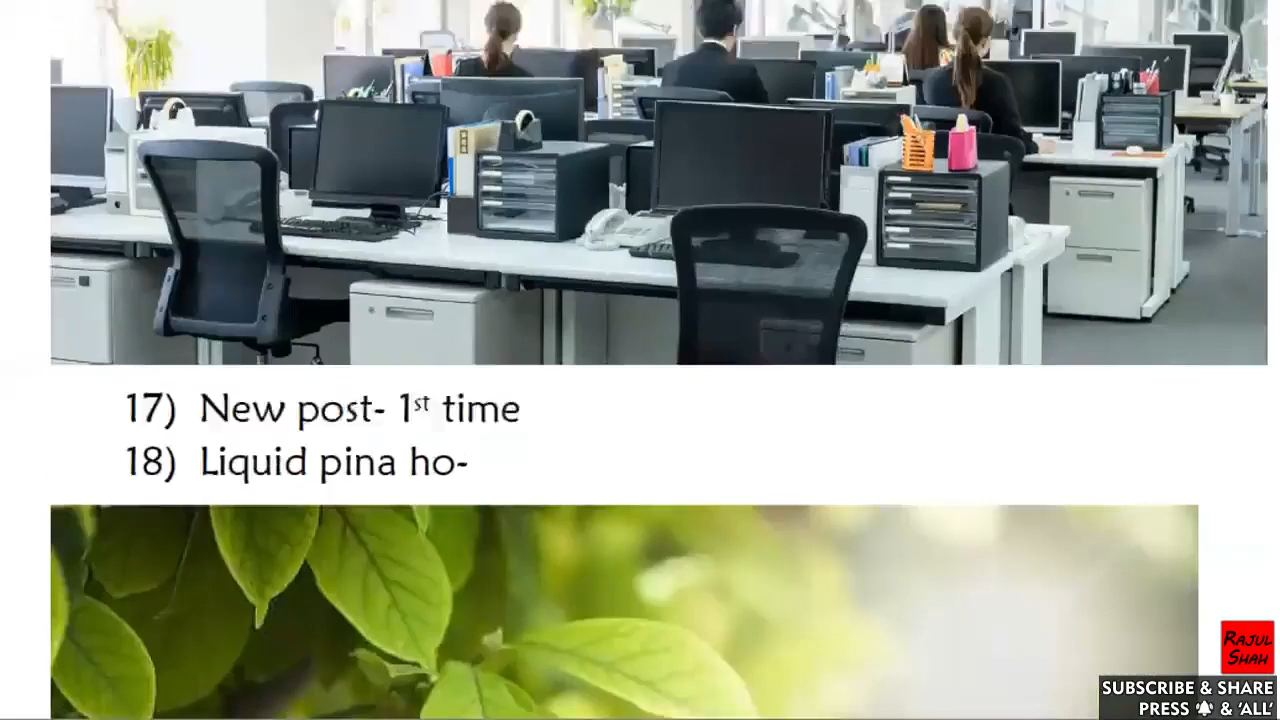 17) New post- 1st time
18) Liquid pina ho-
RAJUL
SHAH
SUBSCRIBE & SHARE
PRESS 🔔 & 'ALL'